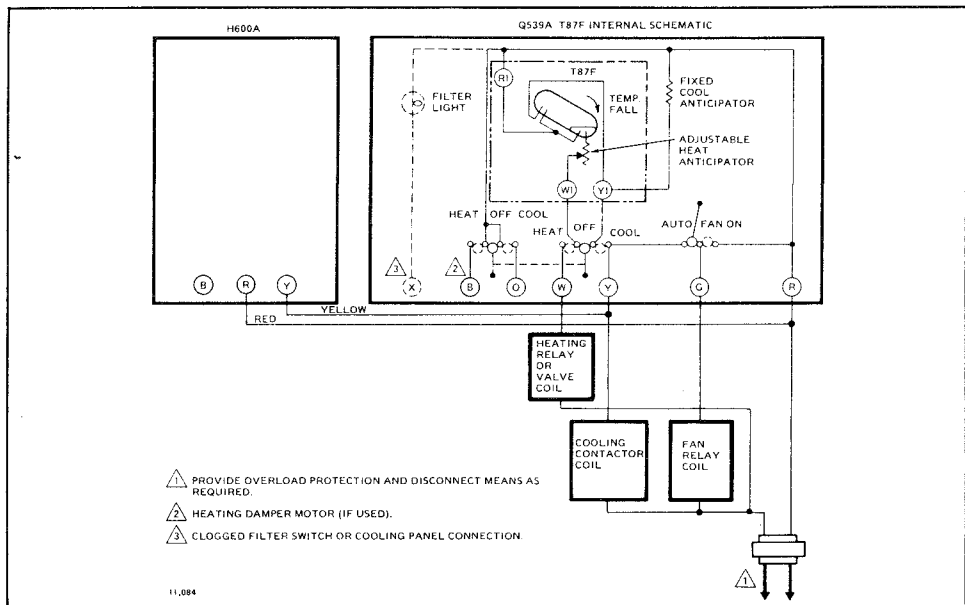 H600A
Q539A T87F INTERNAL SCHEMATIC
FILTER
LIGHT
R1
T87F
TEMP.
FALL
FIXED
COOL
ANTICIPATOR
ADJUSTABLE
HEAT
ANTICIPATOR
W1
Y1
HEAT OFF COOL
HEAT OFF COOL
AUTO FAN ON
3
2
B
R
Y
X
B
O
W
Y
G
R
YELLOW
RED
HEATING
RELAY
OR
VALVE
COIL
COOLING
CONTACTOR
COIL
FAN
RELAY
COIL
1 PROVIDE OVERLOAD PROTECTION AND DISCONNECT MEANS AS
REQUIRED.
2 HEATING DAMPER MOTOR (IF USED).
3 CLOGGED FILTER SWITCH OR COOLING PANEL CONNECTION.
1
11,084